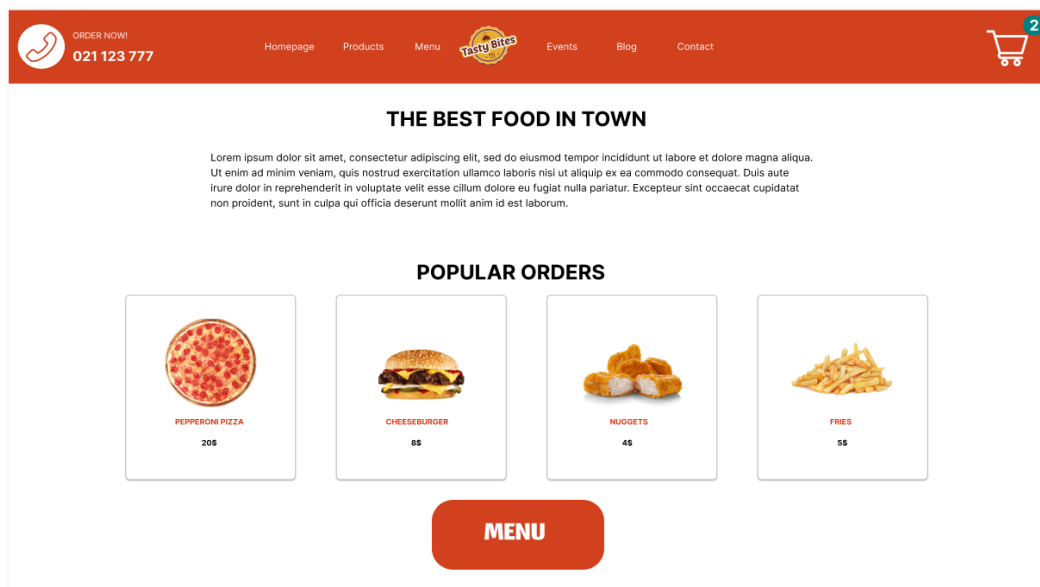 ORDER NOW!
021 123 777
Homepage
Products
Menu
Tasty Bites
Events
Blog
Contact
2
THE BEST FOOD IN TOWN
Lorem ipsum dolor sit amet, consectetur adipiscing elit, sed do eiusmod tempor incididunt ut labore et dolore magna aliqua.
Ut enim ad minim veniam, quis nostrud exercitation ullamco laboris nisi ut aliquip ex ea commodo consequat. Duis aute
irure dolor in reprehenderit in voluptate velit esse cillum dolore eu fugiat nulla pariatur. Excepteur sint occaecat cupidatat
non proident, sunt in culpa qui officia deserunt mollit anim id est laborum.
POPULAR ORDERS
PEPPERONI PIZZA
20$
CHEESEBURGER
8$
NUGGETS
4$
FRIES
5$
MENU